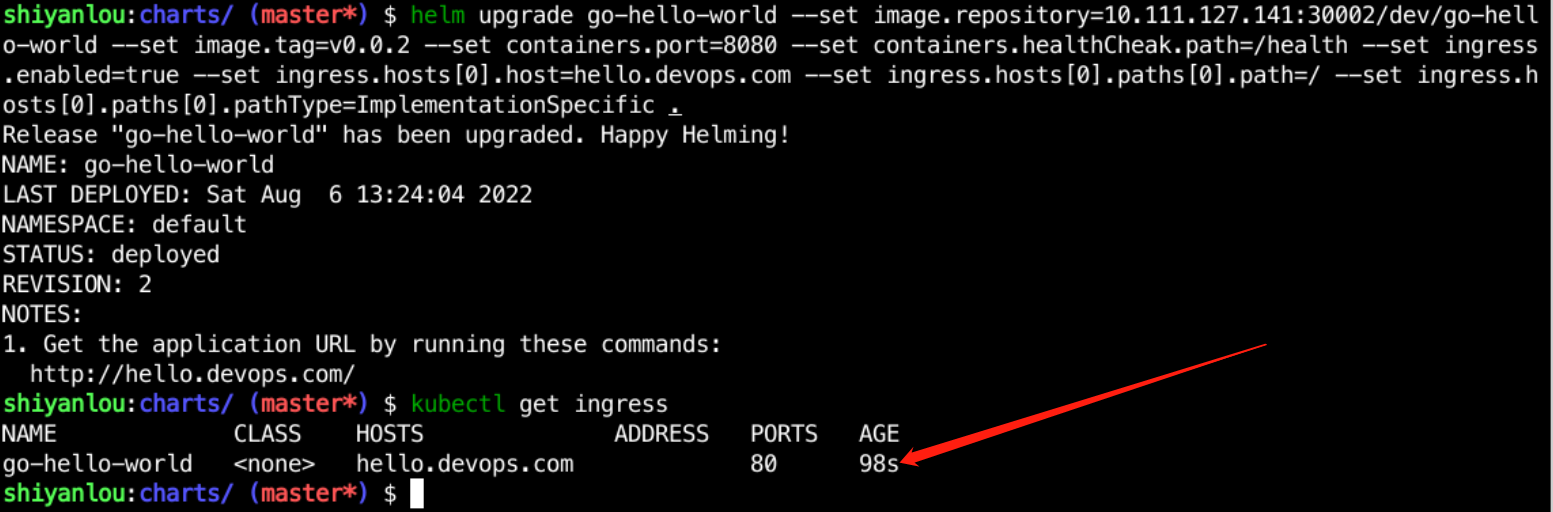 shiyanlou:charts/ (master*) $ helm upgrade go-hello-world --set image.repository=10.111.127.141:30002/dev/go-hell
o-world --set image.tag=v0.0.2 --set containers.port=8080 --set containers.healthCheak.path=/health --set ingress
.enabled=true --set ingress.hosts[0].host=hello.devops.com --set ingress.hosts[0].paths[0].path=/ --set ingress.h
osts[0].paths[0].pathType=ImplementationSpecific .
Release "go-hello-world" has been upgraded. Happy Helming!
NAME: go-hello-world
LAST DEPLOYED: Sat Aug  6 13:24:04 2022
NAMESPACE: default
STATUS: deployed
REVISION: 2
NOTES:
1. Get the application URL by running these commands:
  http://hello.devops.com/
shiyanlou:charts/ (master*) $ kubectl get ingress
NAME             CLASS    HOSTS              ADDRESS   PORTS   AGE
go-hello-world   <none>   hello.devops.com             80      98s
shiyanlou:charts/ (master*) $